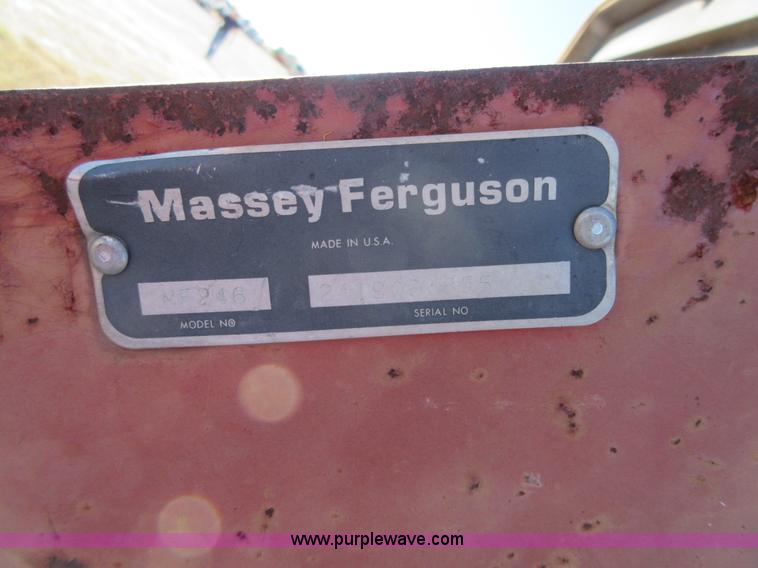 Massey Ferguson
MADE IN U.S.A.
MF246
MODEL NO
SERIAL NO
www.purplewave.com